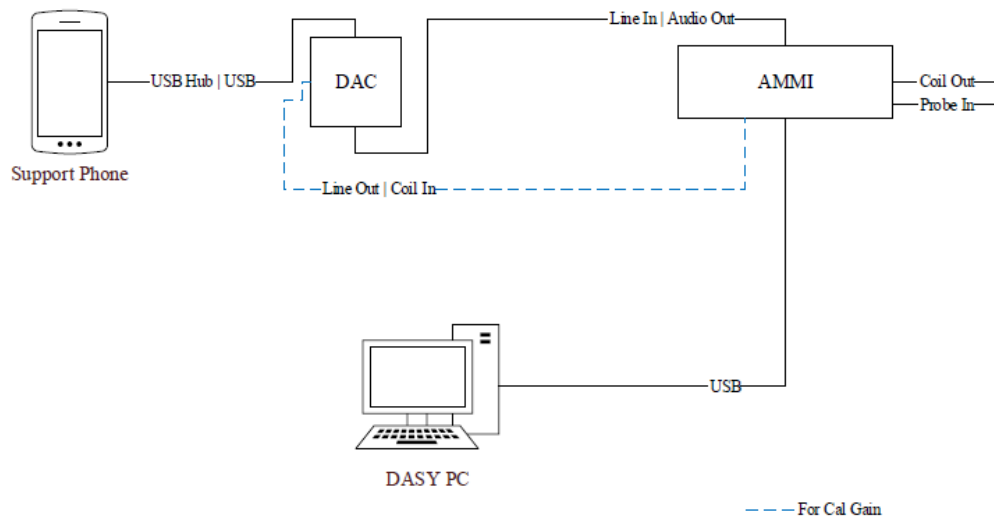 Line In | Audio Out
USB Hub | USB
DAC
AMMI
Coil Out
Probe In
Support Phone
Line Out | Coil In
USB
DASY PC
For Cal Gain